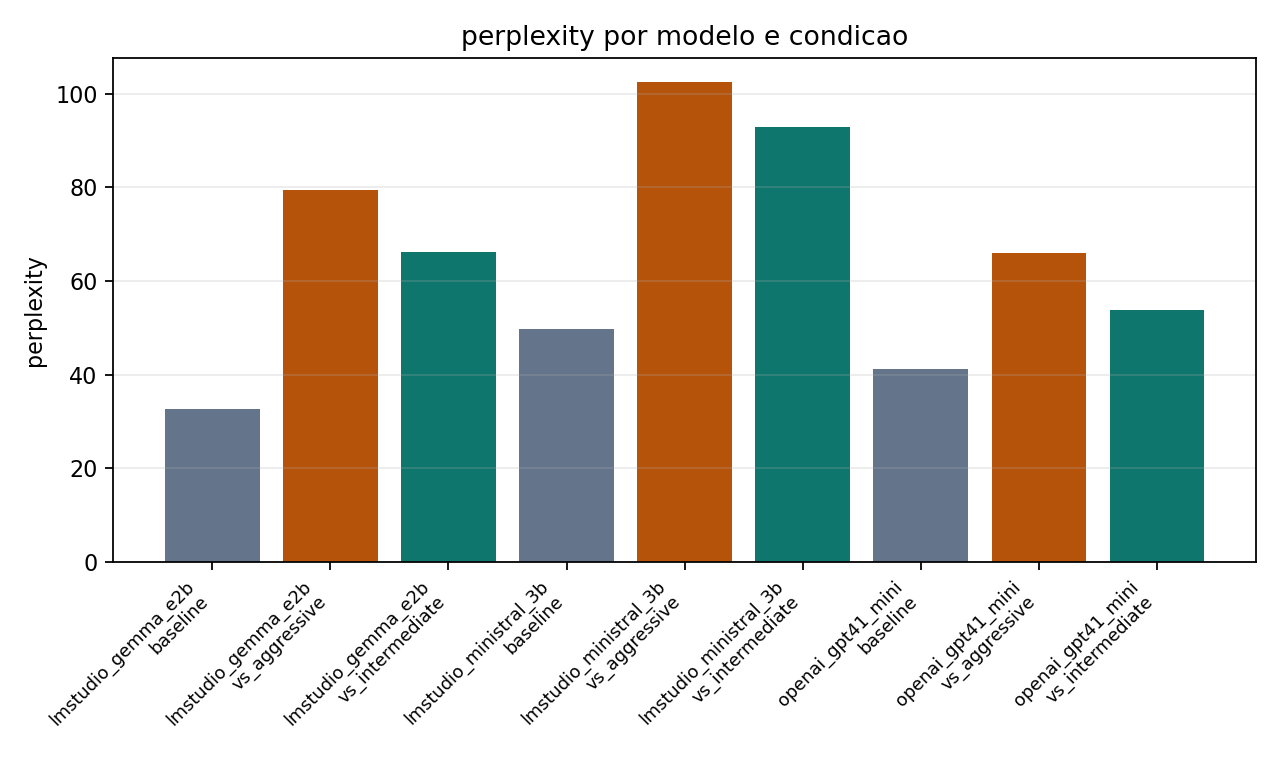 perplexity por modelo e condicao
perplexity
100
80
60
40
20
0
lmstudio_gemma_e2b
baseline
lmstudio_gemma_e2b
vs_aggressive
lmstudio_gemma_e2b
vs_intermediate
lmstudio_ministral_3b
baseline
lmstudio_ministral_3b
vs_aggressive
lmstudio_ministral_3b
vs_intermediate
openai_gpt41_mini
baseline
openai_gpt41_mini
vs_aggressive
openai_gpt41_mini
vs_intermediate